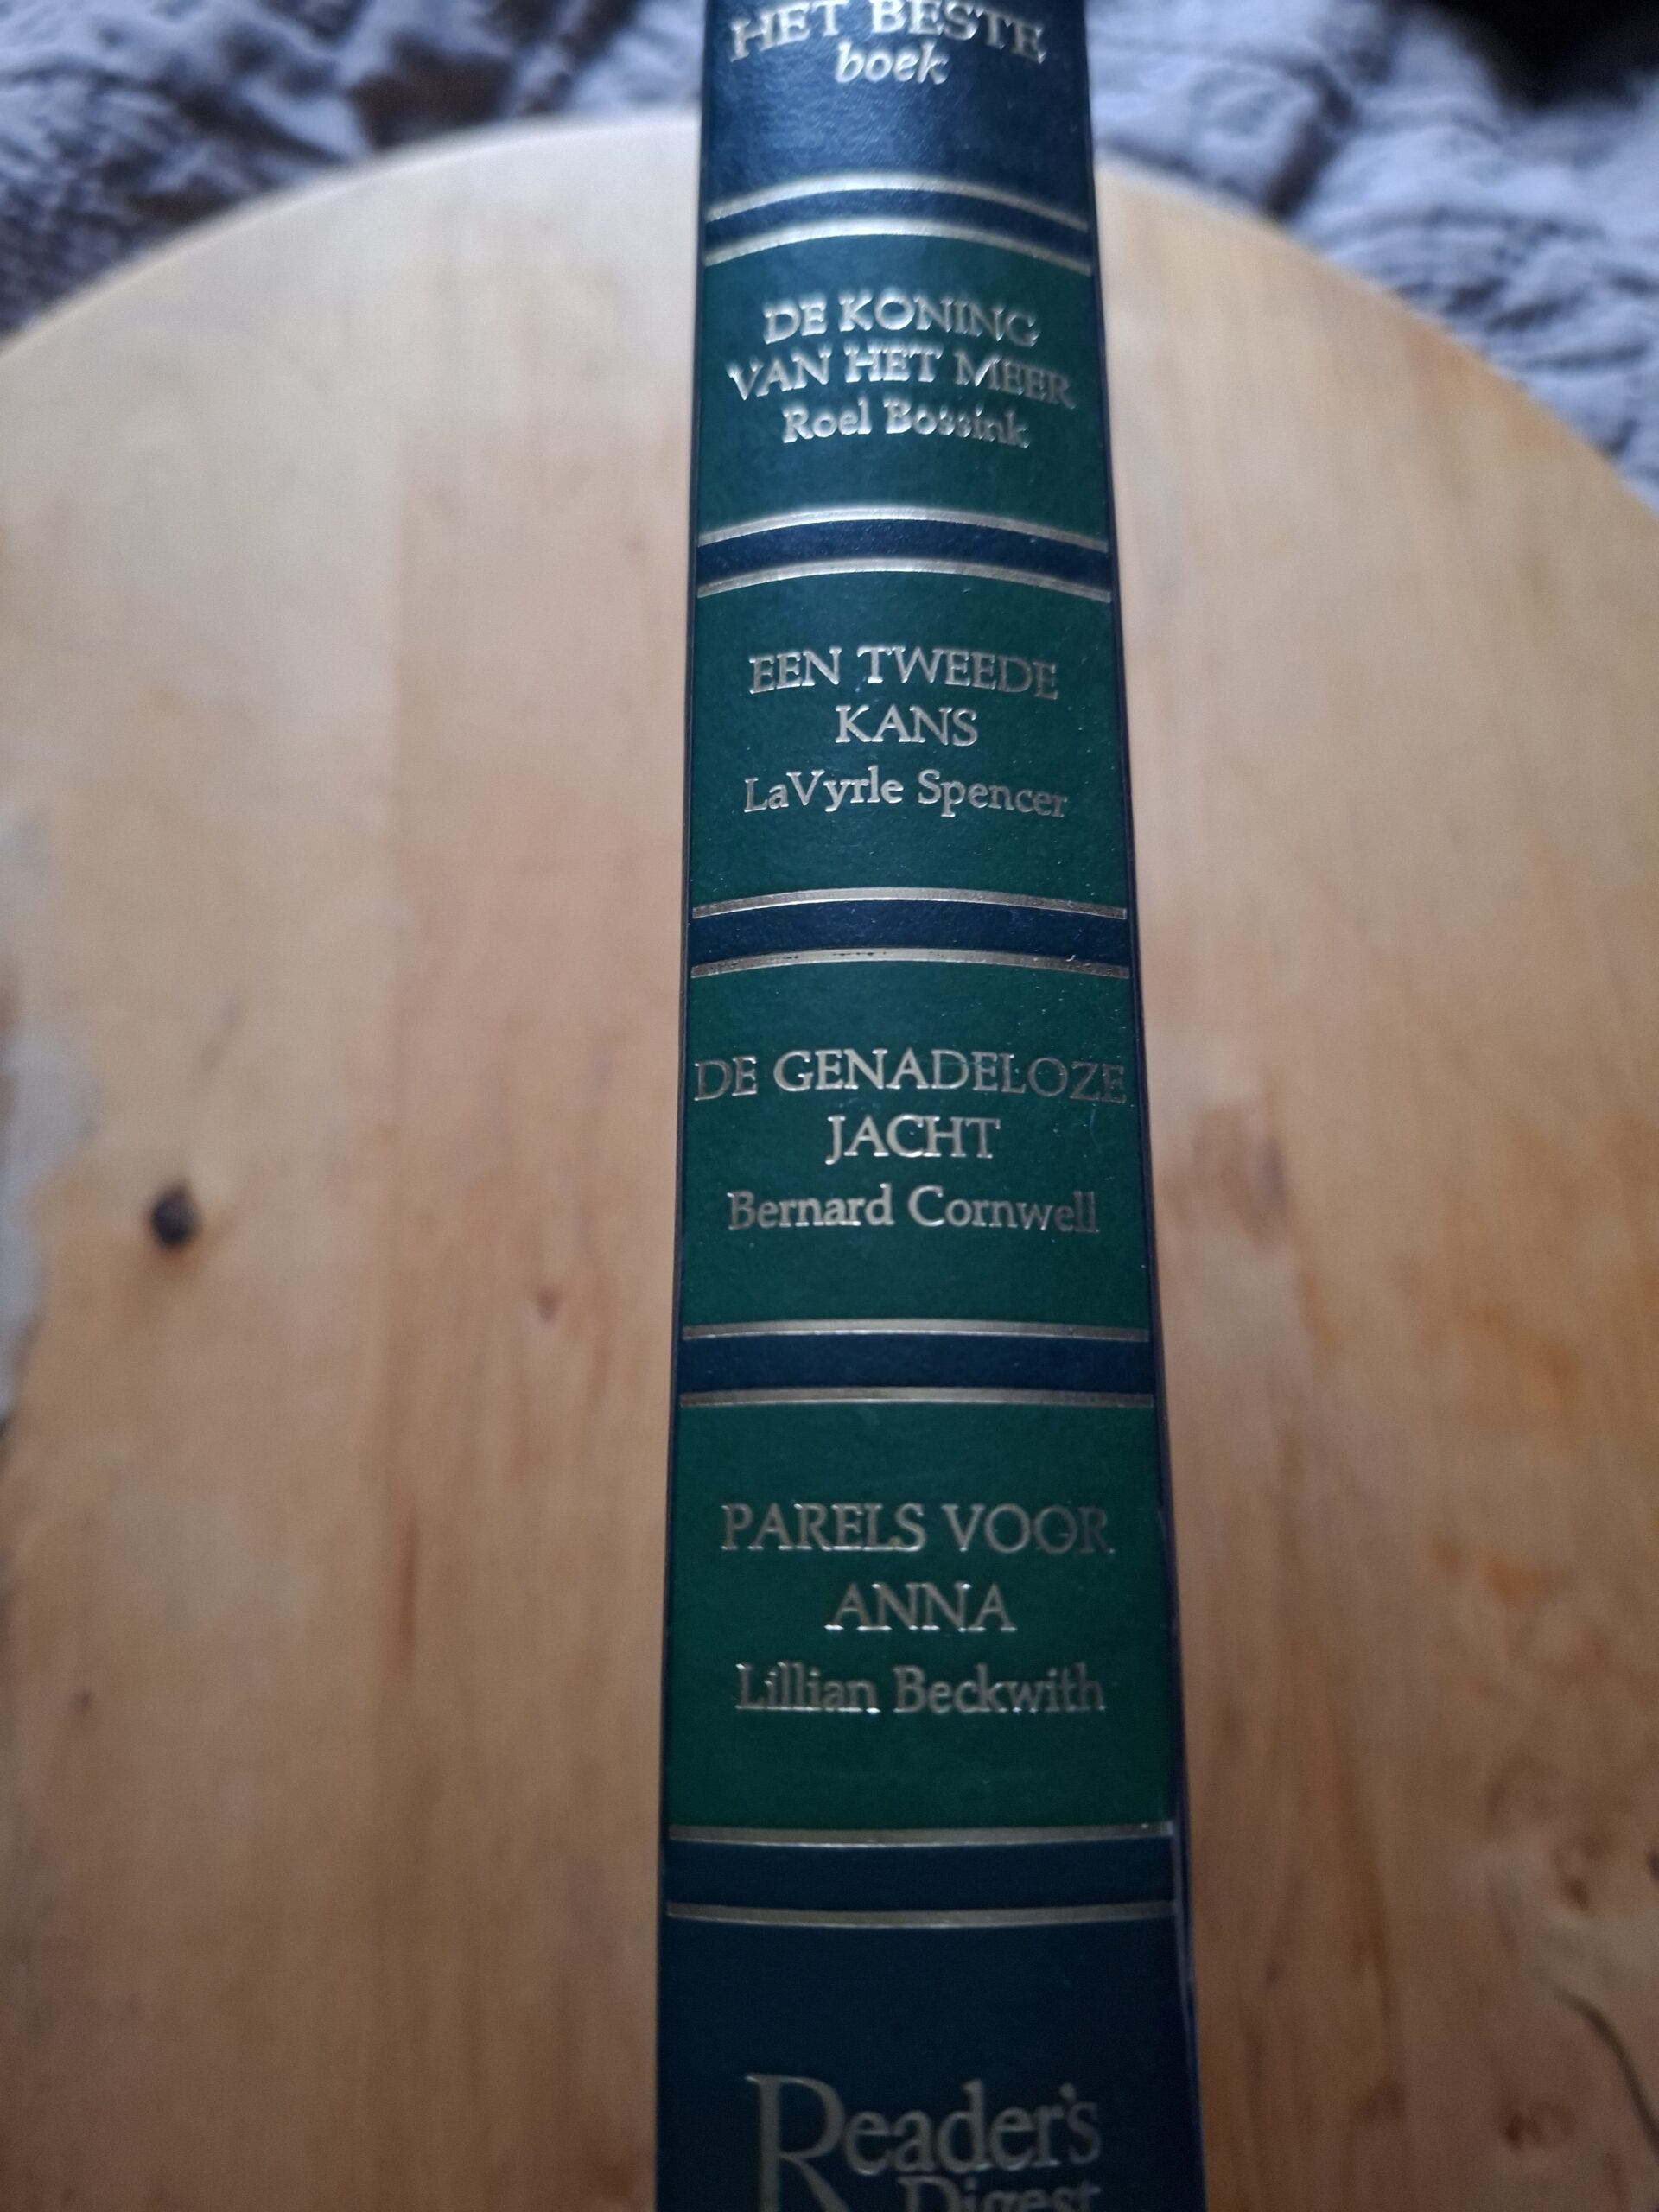 HET BESTE
boek
DE KONING
VAN HET MEER
Roel Bossink
EEN TWEEDE
KANS
LaVyrle Spencer
DE GENADELOZE
JACHT
Bernard Cornwell
PARELS VOOR
ANNA
Lillian Beckwith
Reader's
Digest